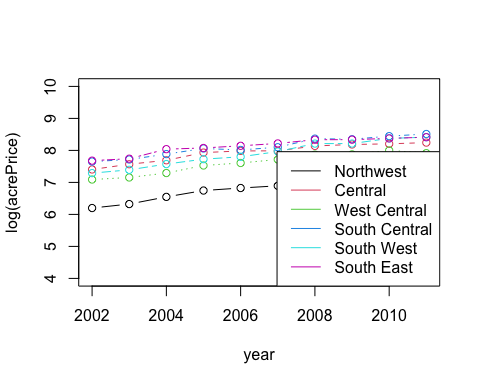 log(acrePrice)
10
9
8
7
6
5
4
Northwest
Central
West Central
South Central
South West
South East
2002 2004 2006 2008 2010
year